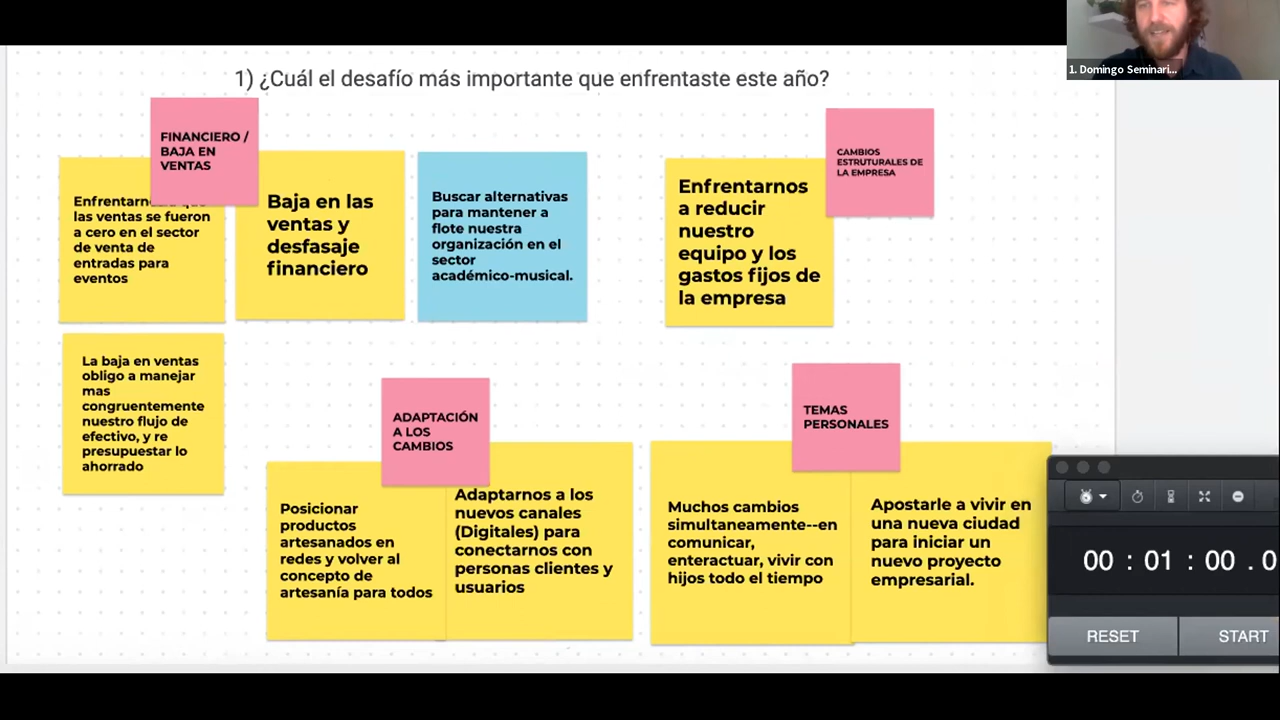 1) ¿Cuál el desafío más importante que enfrentaste este año?
1. Domingo Seminari...
FINANCIERO /
BAJA EN
VENTAS
las ventas se fueron
a cero en el sector
de venta de
entradas para
eventos
Baja en las
ventas y
desfasaje
financiero
Buscar alternativas
para mantener a
flote nuestra
organización en el
sector
académico-musical.
CAMBIOS
ESTRUTURALES DE
LA EMPRESA
Enfrentarnos
a reducir
nuestro
equipo y los
gastos fijos de
la empresa
La baja en ventas
obligo a manejar
mas
congruentemente
nuestro flujo de
efectivo, y re
presupuestar lo
ahorrado
ADAPTACIÓN
A LOS
CAMBIOS
Posicionar
productos
artesanados en
redes y volver al
concepto de
artesanía para todos
Adaptarnos a los
nuevos canales
(Digitales) para
conectarnos con
personas clientes y
usuarios
TEMAS
PERSONALES
Muchos cambios
simultaneamente--en
comunicar,
enteractuar, vivir con
hijos todo el tiempo
Apostarle a vivir en
una nueva ciudad
para iniciar un
nuevo proyecto
empresarial.
00 : 01 : 00 . 0
RESET
START